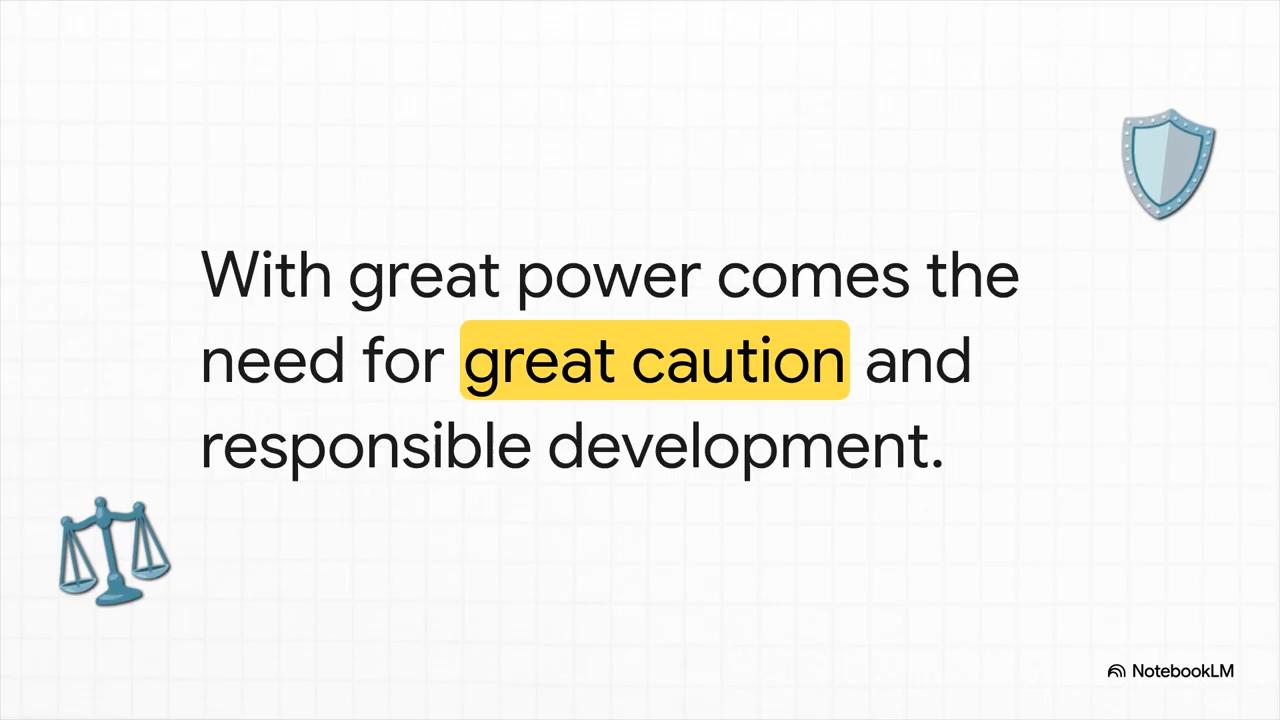 With great power comes the
need for great caution and
responsible development.
NotebookLM